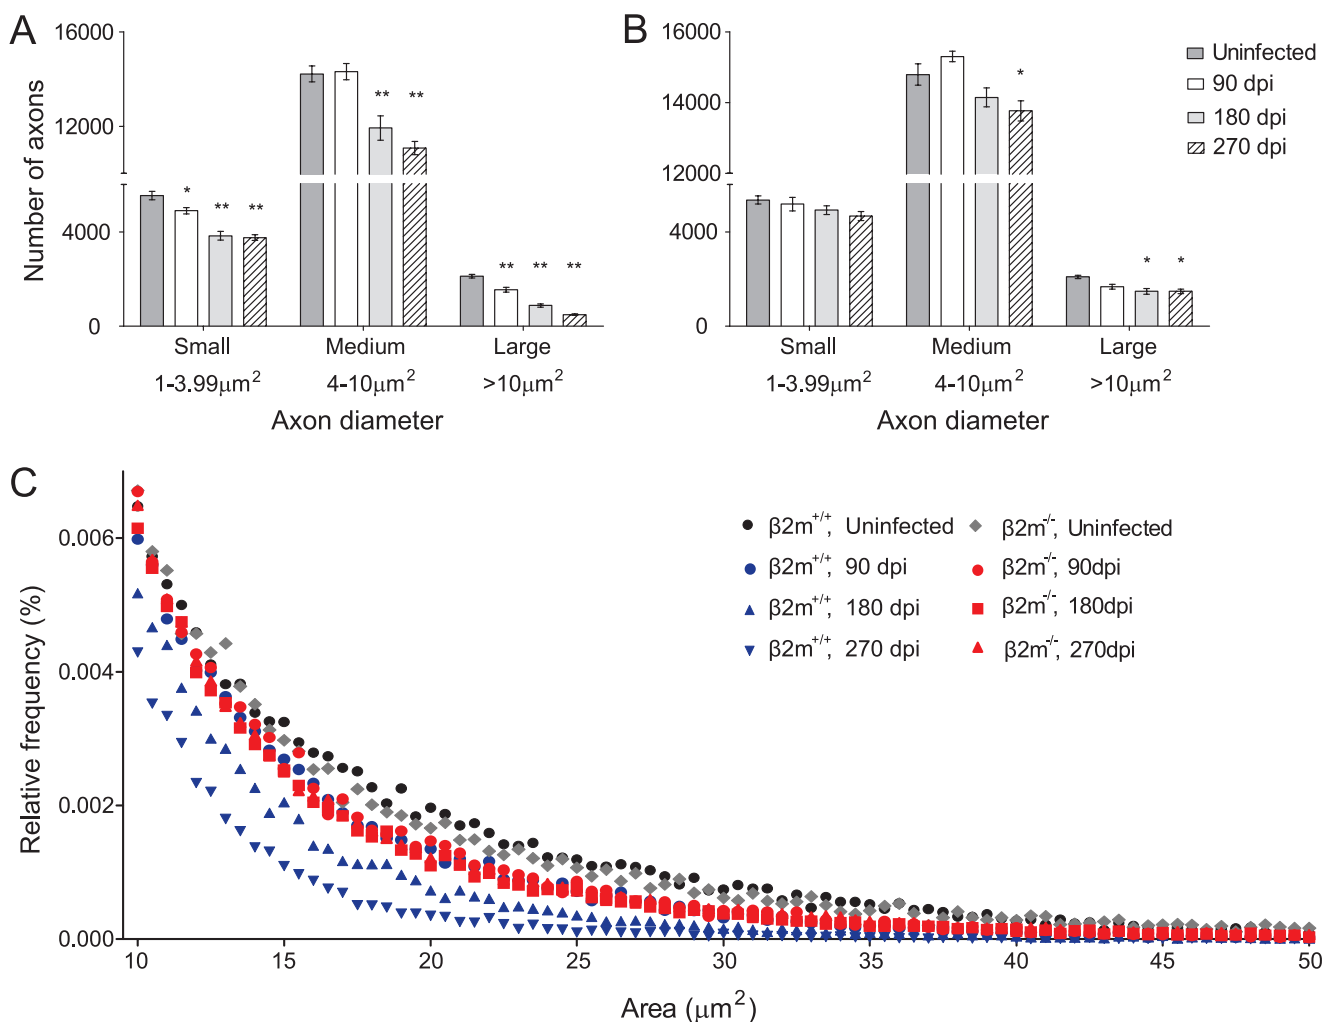 A
Number of axons
16000
12000
4000
0
*
**
**
**
**
**
**
**
Small
Medium
Large
1-3.99μm²
4-10μm²
>10μm²
Axon diameter
B
16000
14000
12000
4000
0
*
*
*
Small
Medium
Large
1-3.99μm²
4-10μm²
>10μm²
Axon diameter
Uninfected
90 dpi
180 dpi
270 dpi
C
Relative frequency (%)
0.006
0.004
0.002
0.000
β2m+/+, Uninfected
β2m-/-, Uninfected
β2m+/+, 90 dpi
β2m-/-, 90dpi
β2m+/+, 180 dpi
β2m-/-, 180dpi
β2m+/+, 270 dpi
β2m-/-, 270dpi
10 15 20 25 30 35 40 45 50
Area (μm²)